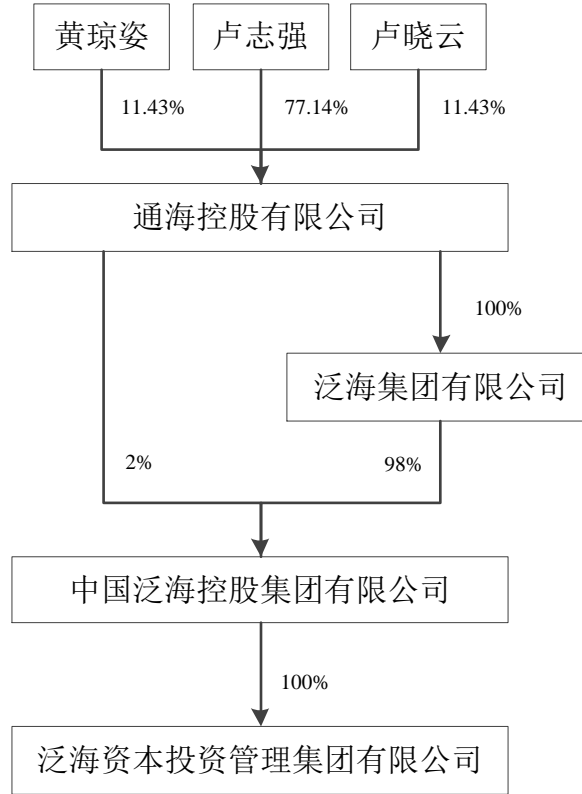 黄琼姿 卢志强 卢晓云
11.43% 77.14% 11.43%
通海控股有限公司
100%
泛海集团有限公司
2% 98%
中国泛海控股集团有限公司
100%
泛海资本投资管理集团有限公司